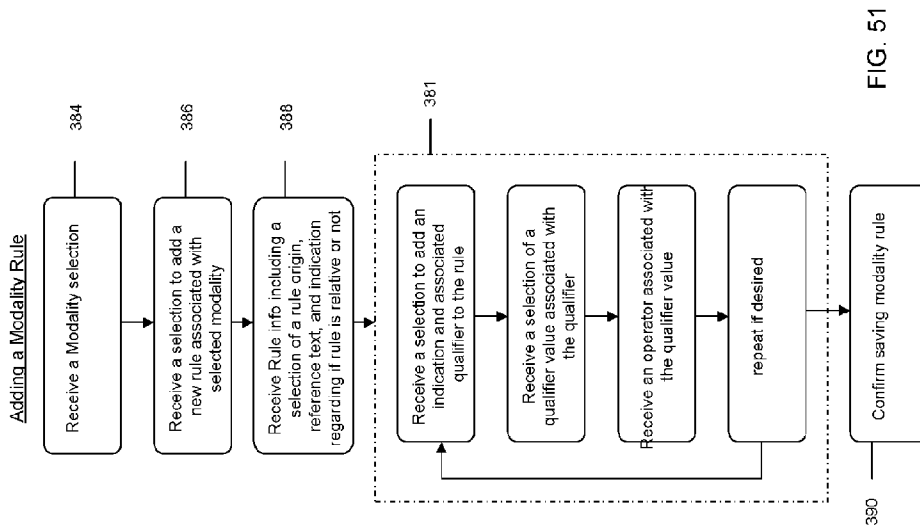 Adding a Modality Rule
Receive a Modality selection
384
Receive a selection to add a
new rule associated with
selected modality
386
Receive Rule info including a
selection of a rule origin,
reference text, and indication
regarding if rule is relative or not
388
381
Receive a selection to add an
indication and associated
qualifier to the rule
Receive a selection of a
qualifier value associated with
the qualifier
Receive an operator associated with
the qualifier value
repeat if desired
Confirm saving modality rule
390
FIG. 51